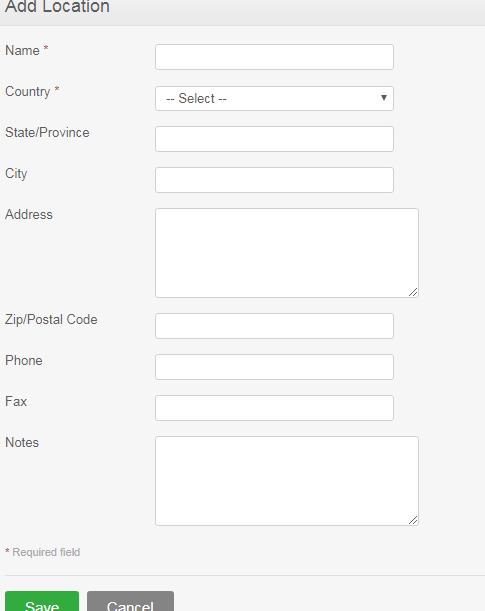 Add Location
Name *
Country *
-- Select --
State/Province
City
Address
Zip/Postal Code
Phone
Fax
Notes
* Required field
Save Cancel